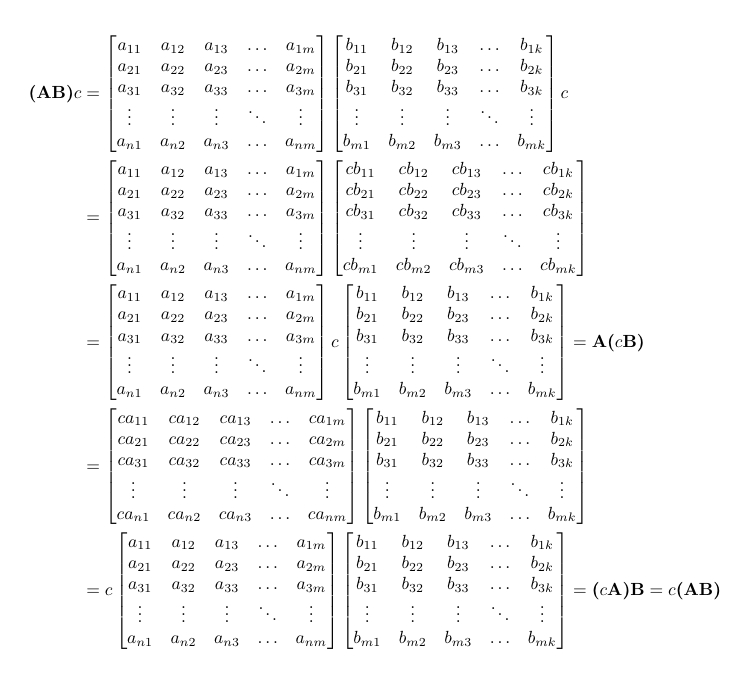 (AB)c = [a₁₁ a₁₂ a₁₃ … a₁ₘ; a₂₁ a₂₂ a₂₃ … a₂ₘ; a₃₁ a₃₂ a₃₃ … a₃ₘ; ⋮ ⋮ ⋮ ⋱ ⋮; aₙ₁ aₙ₂ aₙ₃ … aₙₘ] [b₁₁ b₁₂ b₁₃ … b₁ₖ; b₂₁ b₂₂ b₂₃ … b₂ₖ; b₃₁ b₃₂ b₃₃ … b₃ₖ; ⋮ ⋮ ⋮ ⋱ ⋮; bₘ₁ bₘ₂ bₘ₃ … bₘₖ] c
= [a₁₁ a₁₂ a₁₃ … a₁ₘ; a₂₁ a₂₂ a₂₃ … a₂ₘ; a₃₁ a₃₂ a₃₃ … a₃ₘ; ⋮ ⋮ ⋮ ⋱ ⋮; aₙ₁ aₙ₂ aₙ₃ … aₙₘ] [cb₁₁ cb₁₂ cb₁₃ … cb₁ₖ; cb₂₁ cb₂₂ cb₂₃ … cb₂ₖ; cb₃₁ cb₃₂ cb₃₃ … cb₃ₖ; ⋮ ⋮ ⋮ ⋱ ⋮; cbₘ₁ cbₘ₂ cbₘ₃ … cbₘₖ]
= [a₁₁ a₁₂ a₁₃ … a₁ₘ; a₂₁ a₂₂ a₂₃ … a₂ₘ; a₃₁ a₃₂ a₃₃ … a₃ₘ; ⋮ ⋮ ⋮ ⋱ ⋮; aₙ₁ aₙ₂ aₙ₃ … aₙₘ] c [b₁₁ b₁₂ b₁₃ … b₁ₖ; b₂₁ b₂₂ b₂₃ … b₂ₖ; b₃₁ b₃₂ b₃₃ … b₃ₖ; ⋮ ⋮ ⋮ ⋱ ⋮; bₘ₁ bₘ₂ bₘ₃ … bₘₖ] = A(cB)
= [ca₁₁ ca₁₂ ca₁₃ … ca₁ₘ; ca₂₁ ca₂₂ ca₂₃ … ca₂ₘ; ca₃₁ ca₃₂ ca₃₃ … ca₃ₘ; ⋮ ⋮ ⋮ ⋱ ⋮; caₙ₁ caₙ₂ caₙ₃ … caₙₘ] [b₁₁ b₁₂ b₁₃ … b₁ₖ; b₂₁ b₂₂ b₂₃ … b₂ₖ; b₃₁ b₃₂ b₃₃ … b₃ₖ; ⋮ ⋮ ⋮ ⋱ ⋮; bₘ₁ bₘ₂ bₘ₃ … bₘₖ]
= c [a₁₁ a₁₂ a₁₃ … a₁ₘ; a₂₁ a₂₂ a₂₃ … a₂ₘ; a₃₁ a₃₂ a₃₃ … a₃ₘ; ⋮ ⋮ ⋮ ⋱ ⋮; aₙ₁ aₙ₂ aₙ₃ … aₙₘ] [b₁₁ b₁₂ b₁₃ … b₁ₖ; b₂₁ b₂₂ b₂₃ … b₂ₖ; b₃₁ b₃₂ b₃₃ … b₃ₖ; ⋮ ⋮ ⋮ ⋱ ⋮; bₘ₁ bₘ₂ bₘ₃ … bₘₖ] = (cA)B = c(AB)